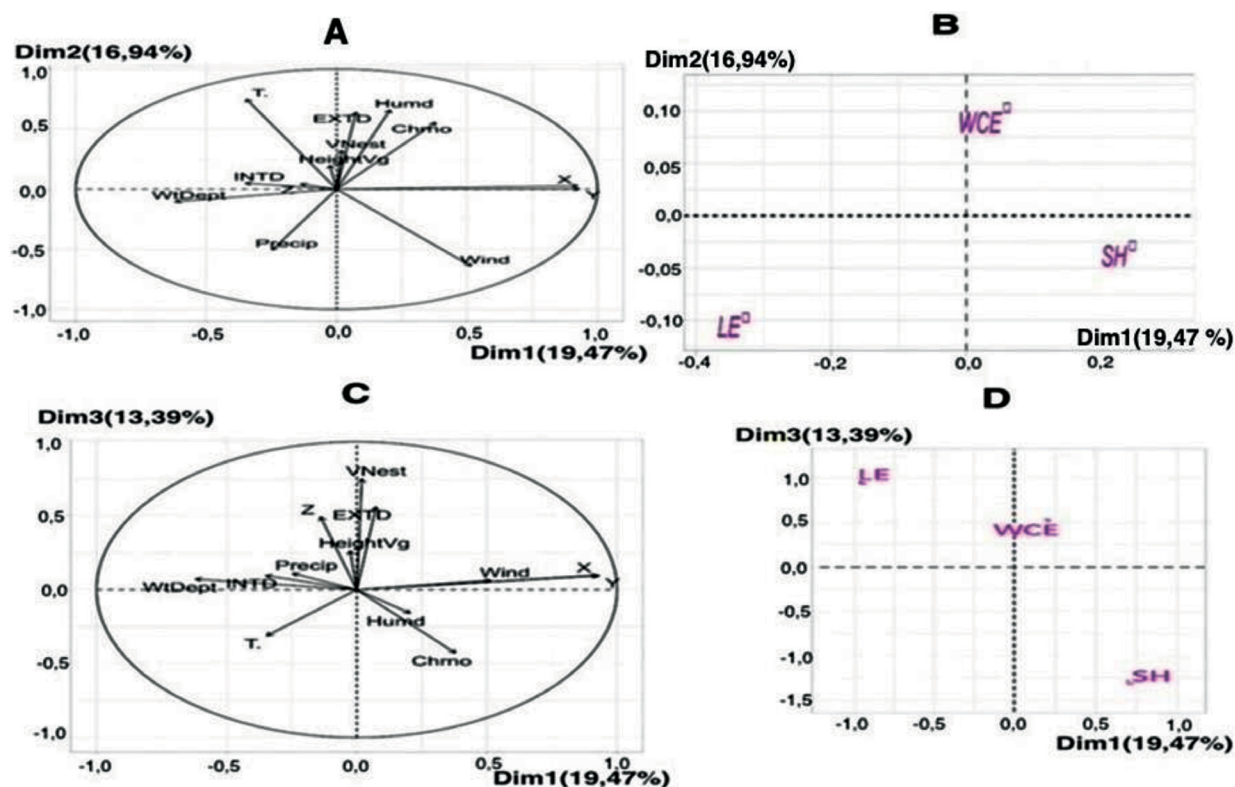 A
Dim2(16,94%)
1,0
0,5
0,0
-0,5
-1,0
T.
Humd
EXTD
Chmo
VNest
HeightVg
INTD
Z
X
WtDept
Y
Precip
Wind
-1,0 -0,5 0,0 0,5 1,0
Dim1(19,47%)
B
Dim2(16,94%)
0,10
0,05
0,0
-0,05
-0,10
WCE
SH
LE
Dim1(19,47 %)
-0,4 -0,2 0,0 0,2
C
Dim3(13,39%)
1,0
0,5
0,0
-0,5
-1,0
VNest
Z
EXTD
HeightVg
Precip
Wind
X
WtDept
INTD
Y
Humd
T.
Chmo
-1,0 -0,5 0,0 0,5 1,0
Dim1(19,47%)
D
Dim3(13,39%)
1,0
0,5
0,0
-0,5
-1,0
-1,5
LE
WCE
SH
-1,0 -0,5 0,0 0,5 1,0
Dim1(19,47%)